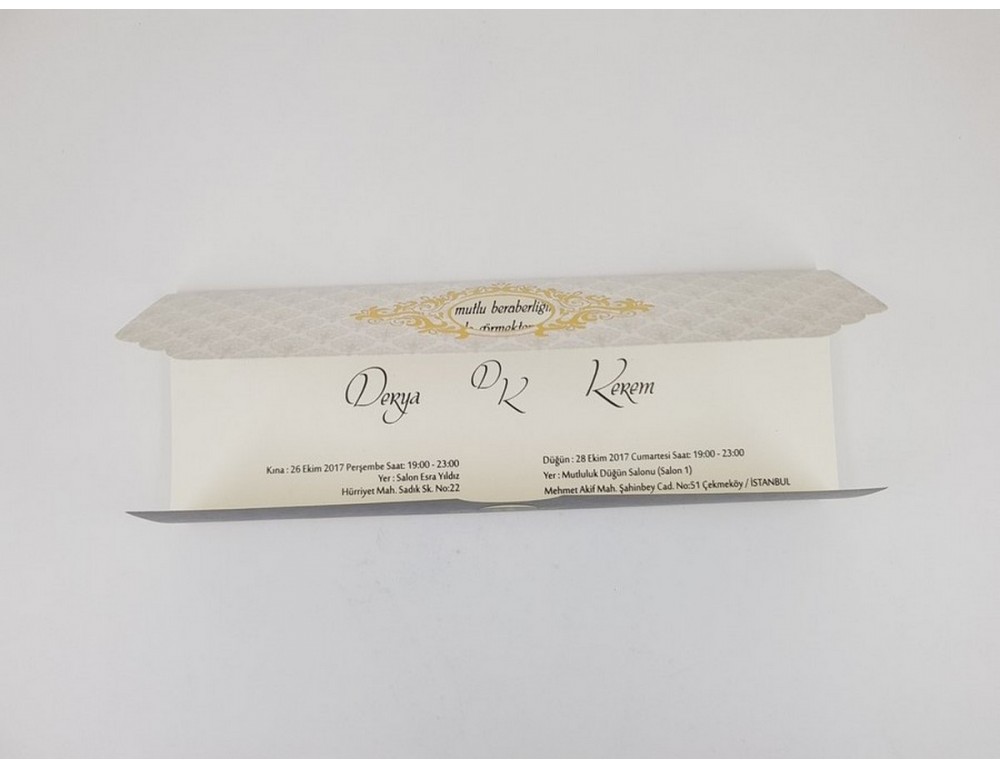 mutlu beraberliği
görmekten
Derya DK Kerem
Kına : 26 Ekim 2017 Perşembe Saat: 19:00 - 23:00
Yer : Salon Esra Yıldız
Hürriyet Mah. Sadık Sk. No:22
Düğün : 28 Ekim 2017 Cumartesi Saat: 19:00 - 23:00
Yer : Mutluluk Düğün Salonu (Salon 1)
Mehmet Akif Mah. Şahinbey Cad. No:51 Çekmeköy / İSTANBUL